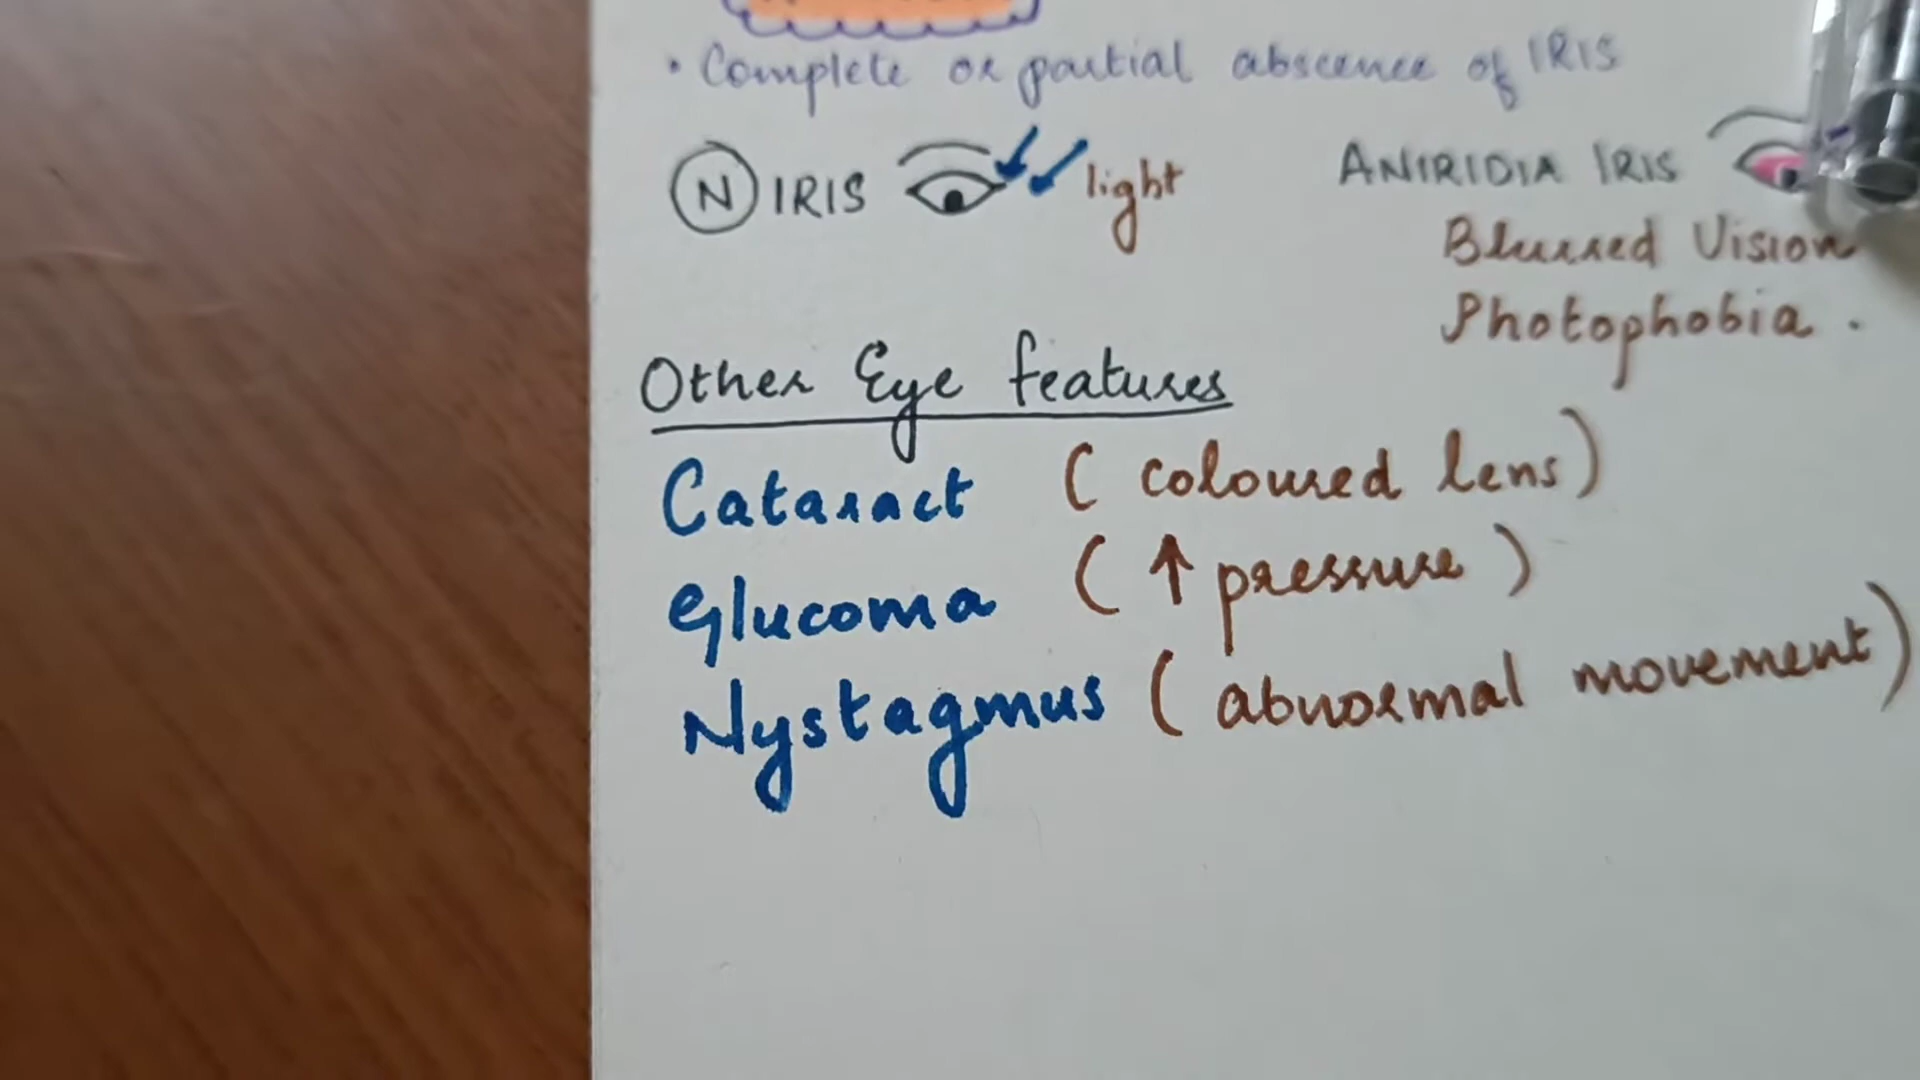 • Complete or partial abscence of IRIS
N IRIS light
ANIRIDIA IRIS
Blurred Vision
Photophobia .
Other Eye features
Cataract ( coloured lens)
Glucoma ( ↑ pressure )
Nystagmus ( abnormal movement)